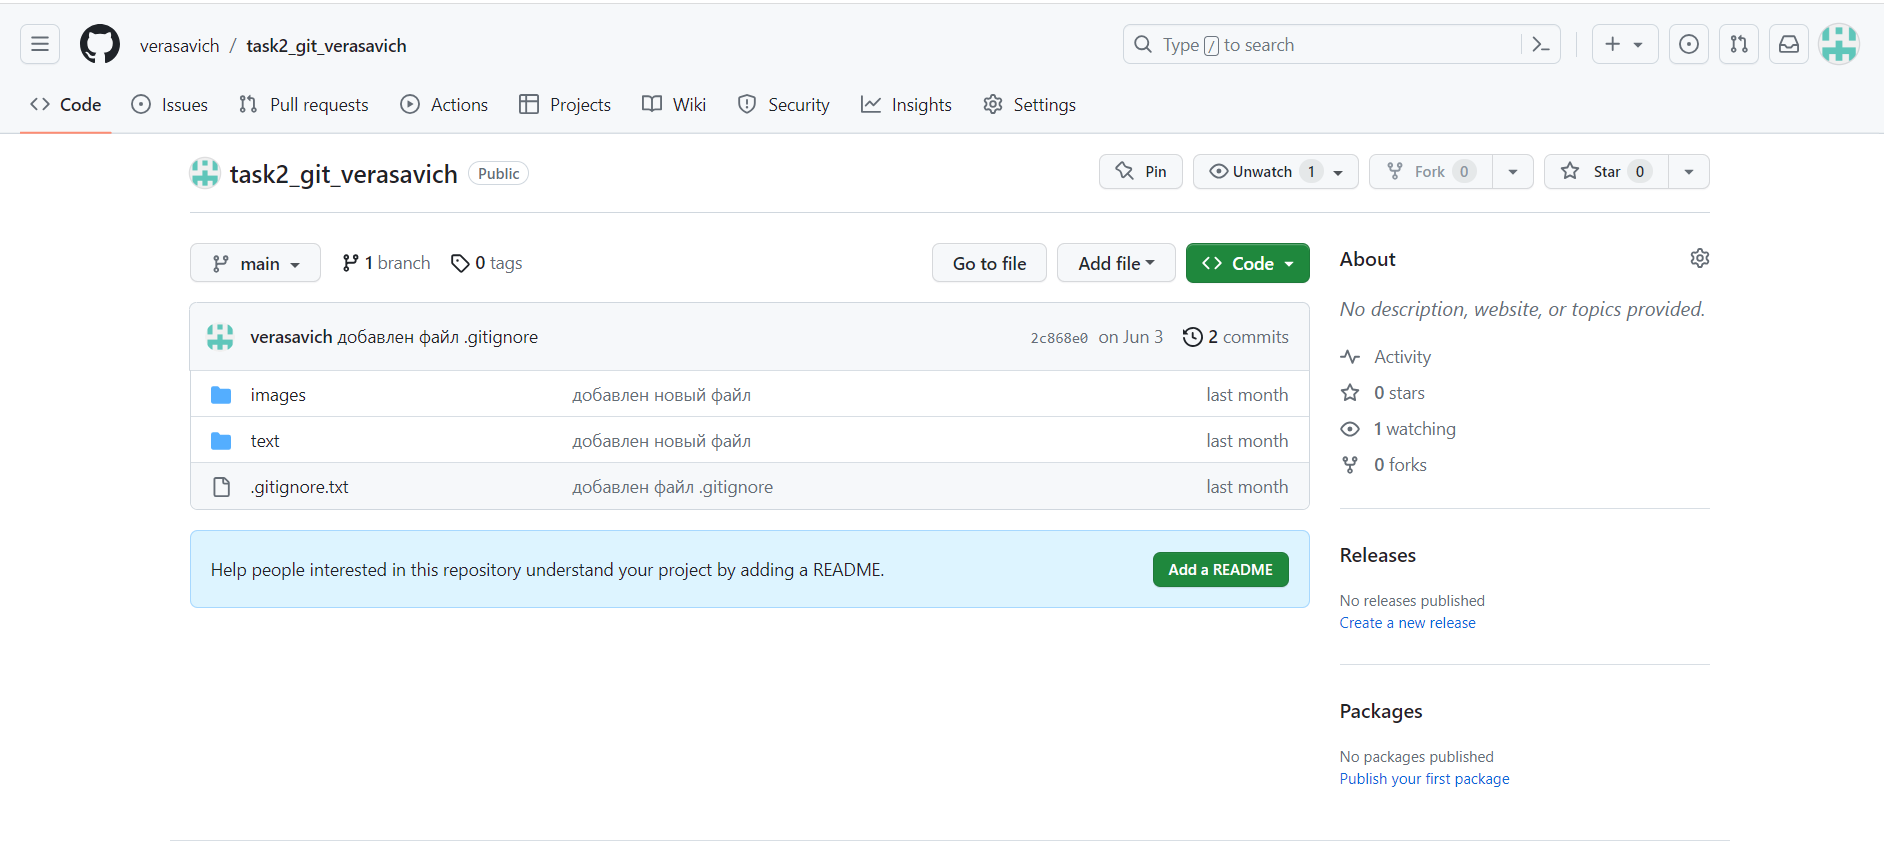 verasavich / task2_git_verasavich
Type / to search
Code Issues Pull requests Actions Projects Wiki Security Insights Settings
task2_git_verasavich Public
Pin Unwatch 1 Fork 0 Star 0
main 1 branch 0 tags Go to file Add file Code
verasavich добавлен файл .gitignore 2c868e0 on Jun 3 2 commits
images добавлен новый файл last month
text добавлен новый файл last month
.gitignore.txt добавлен файл .gitignore last month
Help people interested in this repository understand your project by adding a README. Add a README
About
No description, website, or topics provided.
Activity
0 stars
1 watching
0 forks
Releases
No releases published
Create a new release
Packages
No packages published
Publish your first package